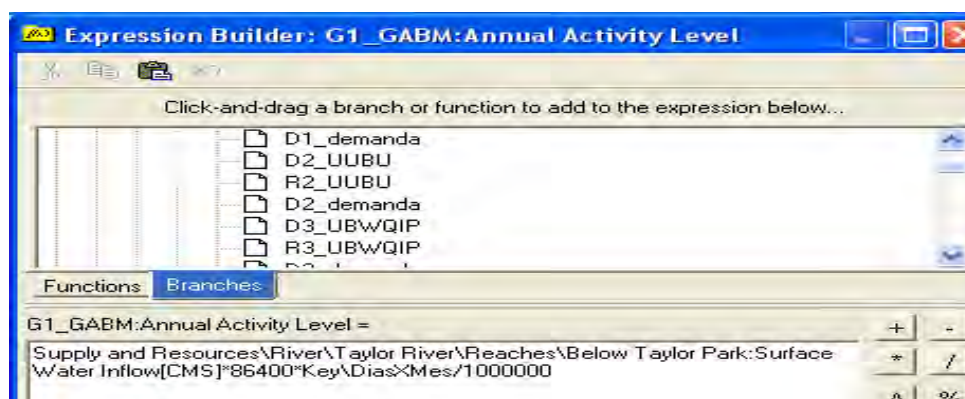 Expression Builder: G1_GABM:Annual Activity Level
Click-and-drag a branch or function to add to the expression below...
D1_demanda
D2_UUBU
R2_UUBU
D2_demanda
D3_UBWQIP
R3_UBWQIP
Functions Branches
G1_GABM:Annual Activity Level =
+ -
Supply and Resources\River\Taylor River\Reaches\Below Taylor Park:Surface
Water Inflow[CMS]*86400*Key\DiasXMes/1000000
* /